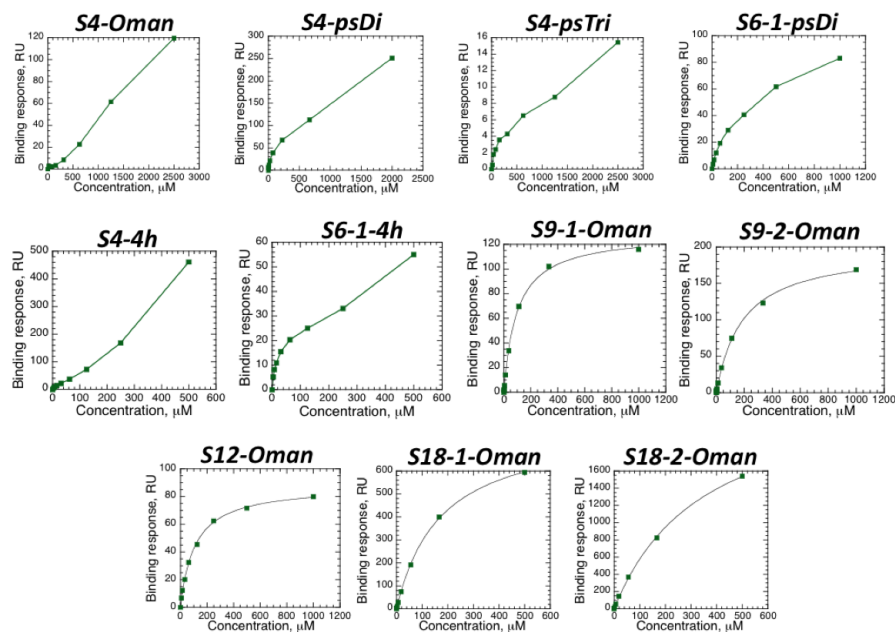 S4-Oman
S4-psDi
S4-psTri
S6-1-psDi
Binding response, RU
120
100
80
60
40
20
0
0 500 1000 1500 2000 2500 3000
Concentration, µM
Binding response, RU
300
250
200
150
100
50
0
0 500 1000 1500 2000 2500
Concentration, µM
Binding response, RU
16
14
12
10
8
6
4
2
0
0 500 1000 1500 2000 2500 3000
Concentration, µM
Binding response, RU
100
80
60
40
20
0
0 200 400 600 800 1000 1200
Concentration, µM
S4-4h
S6-1-4h
S9-1-Oman
S9-2-Oman
Binding response, RU
500
400
300
200
100
0
0 100 200 300 400 500 600
Concentration, µM
Binding response, RU
60
50
40
30
20
10
0
0 100 200 300 400 500 600
Concentration, µM
Binding response, RU
120
100
80
60
40
20
0
0 200 400 600 800 1000 1200
Concentration, µM
Binding response, RU
200
150
100
50
0
0 200 400 600 800 1000 1200
Concentration, µM
S12-Oman
S18-1-Oman
S18-2-Oman
Binding response, RU
100
80
60
40
20
0
0 200 400 600 800 1000 1200
Concentration, µM
Binding response, RU
600
500
400
300
200
100
0
0 100 200 300 400 500 600
Concentration, µM
Binding response, RU
1600
1400
1200
1000
800
600
400
200
0
0 100 200 300 400 500 600
Concentration, µM